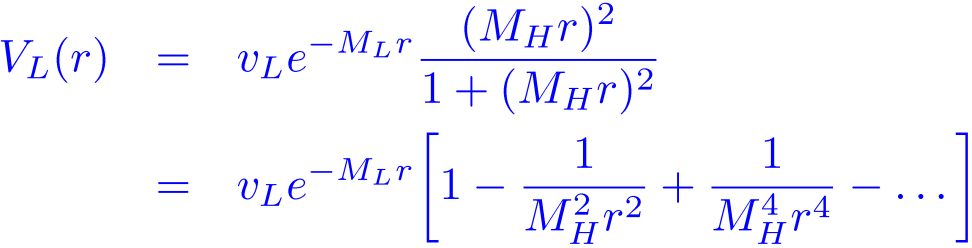 V_L(r) = v_L e^{-M_L r} \frac{(M_H r)^2}{1 + (M_H r)^2}
= v_L e^{-M_L r} \left[ 1 - \frac{1}{M_H^2 r^2} + \frac{1}{M_H^4 r^4} - \ldots \right]